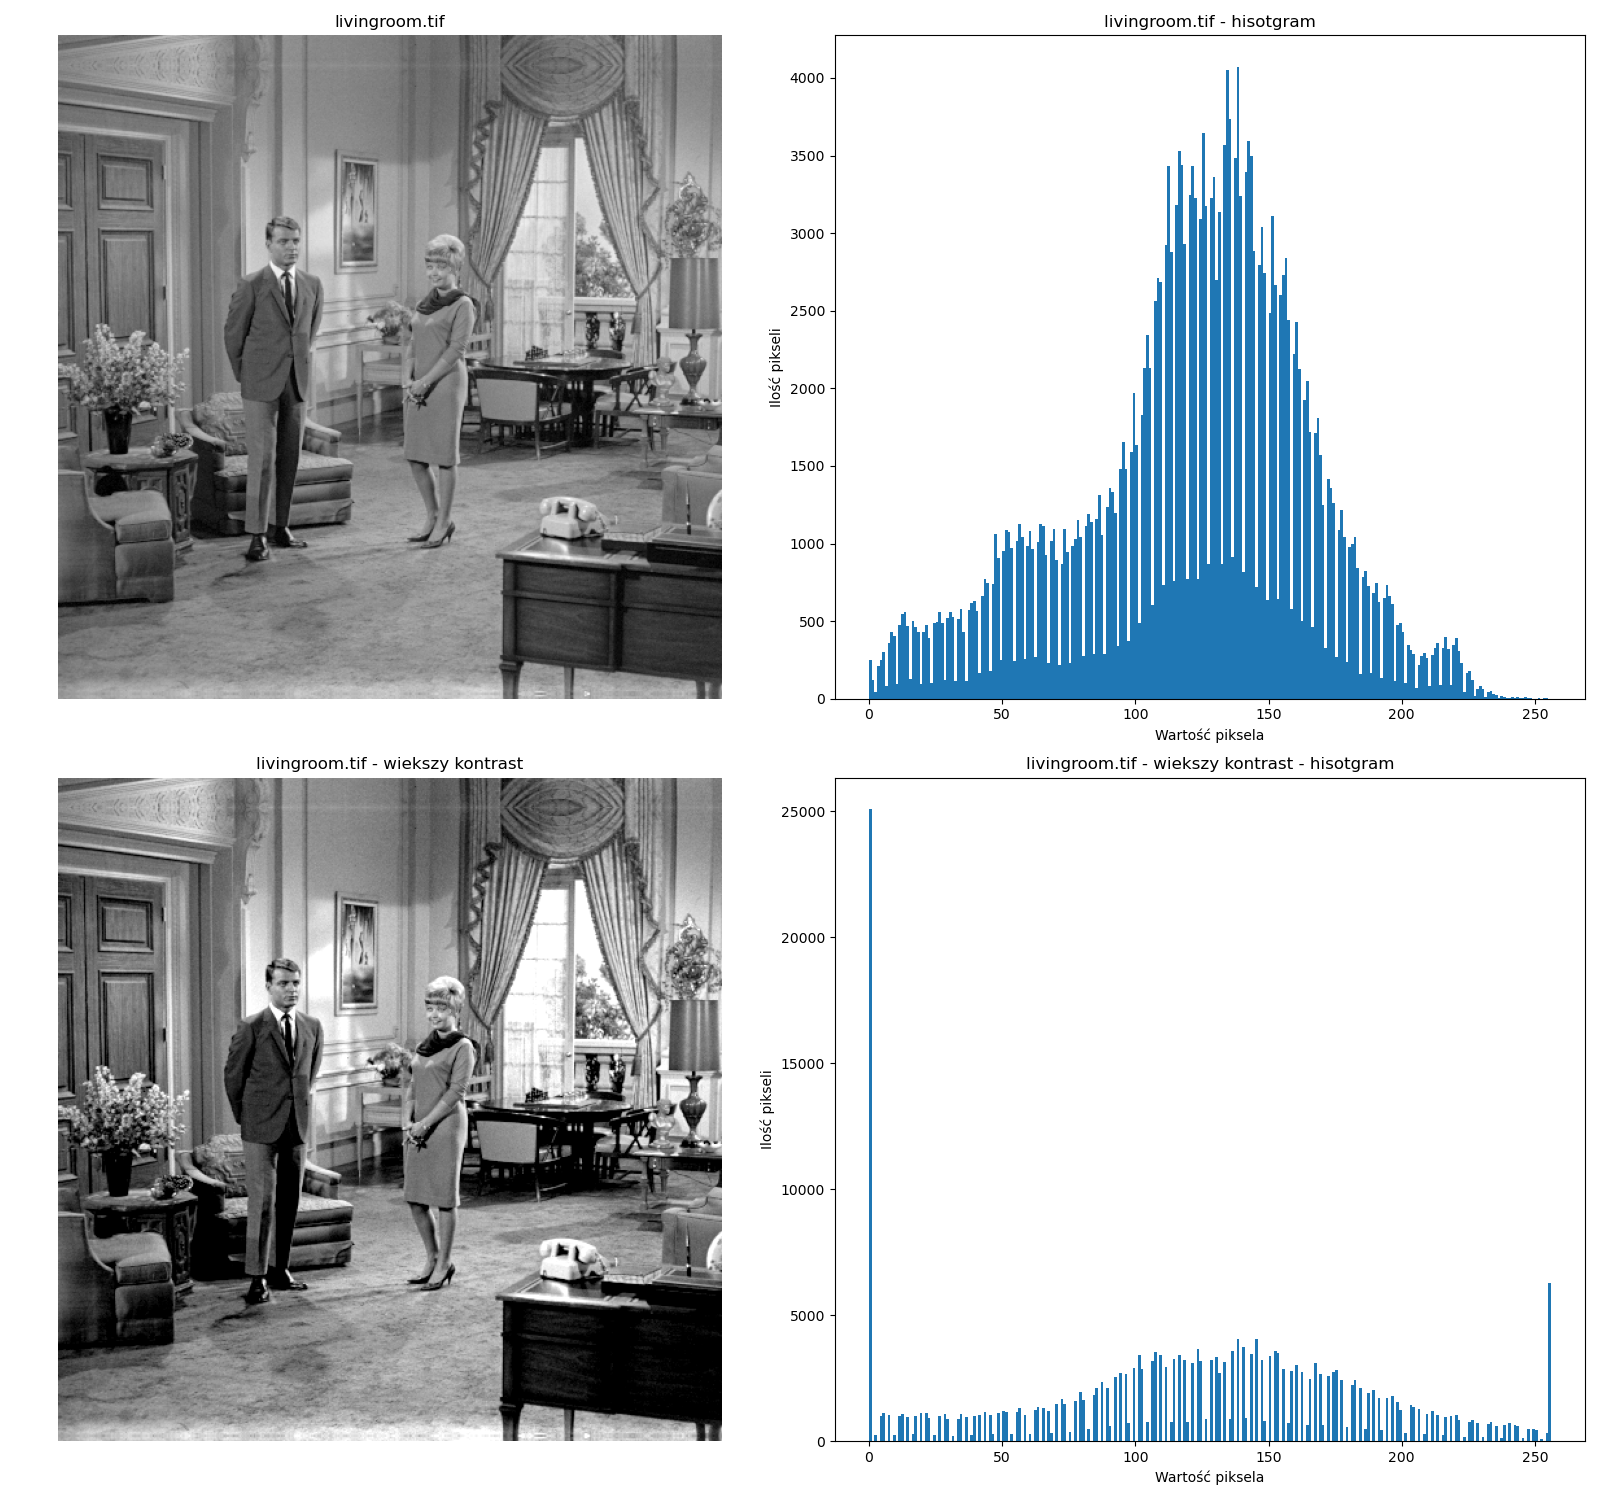 livingroom.tif
livingroom.tif - hisotgram
4000
3500
3000
2500
2000
1500
1000
500
0
Ilość pikseli
0 50 100 150 200 250
Wartość piksela
livingroom.tif - wiekszy kontrast
livingroom.tif - wiekszy kontrast - hisotgram
25000
20000
15000
10000
5000
0
Ilość pikseli
0 50 100 150 200 250
Wartość piksela